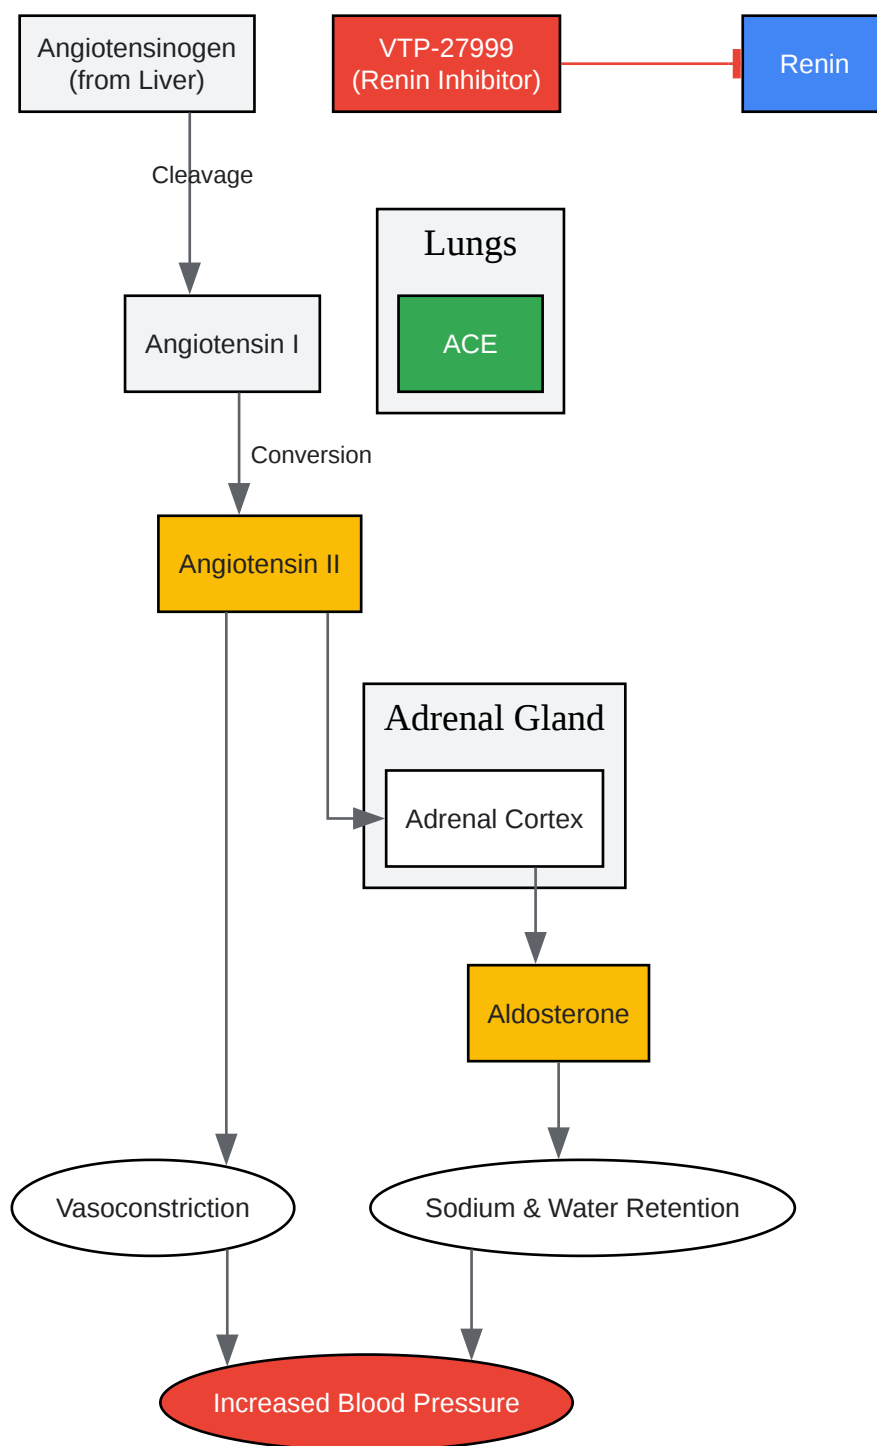 Angiotensinogen
(from Liver)
VTP-27999
(Renin Inhibitor)
Renin
Cleavage
Lungs
Angiotensin I
ACE
Conversion
Angiotensin II
Adrenal Gland
Adrenal Cortex
Aldosterone
Vasoconstriction
Sodium & Water Retention
Increased Blood Pressure